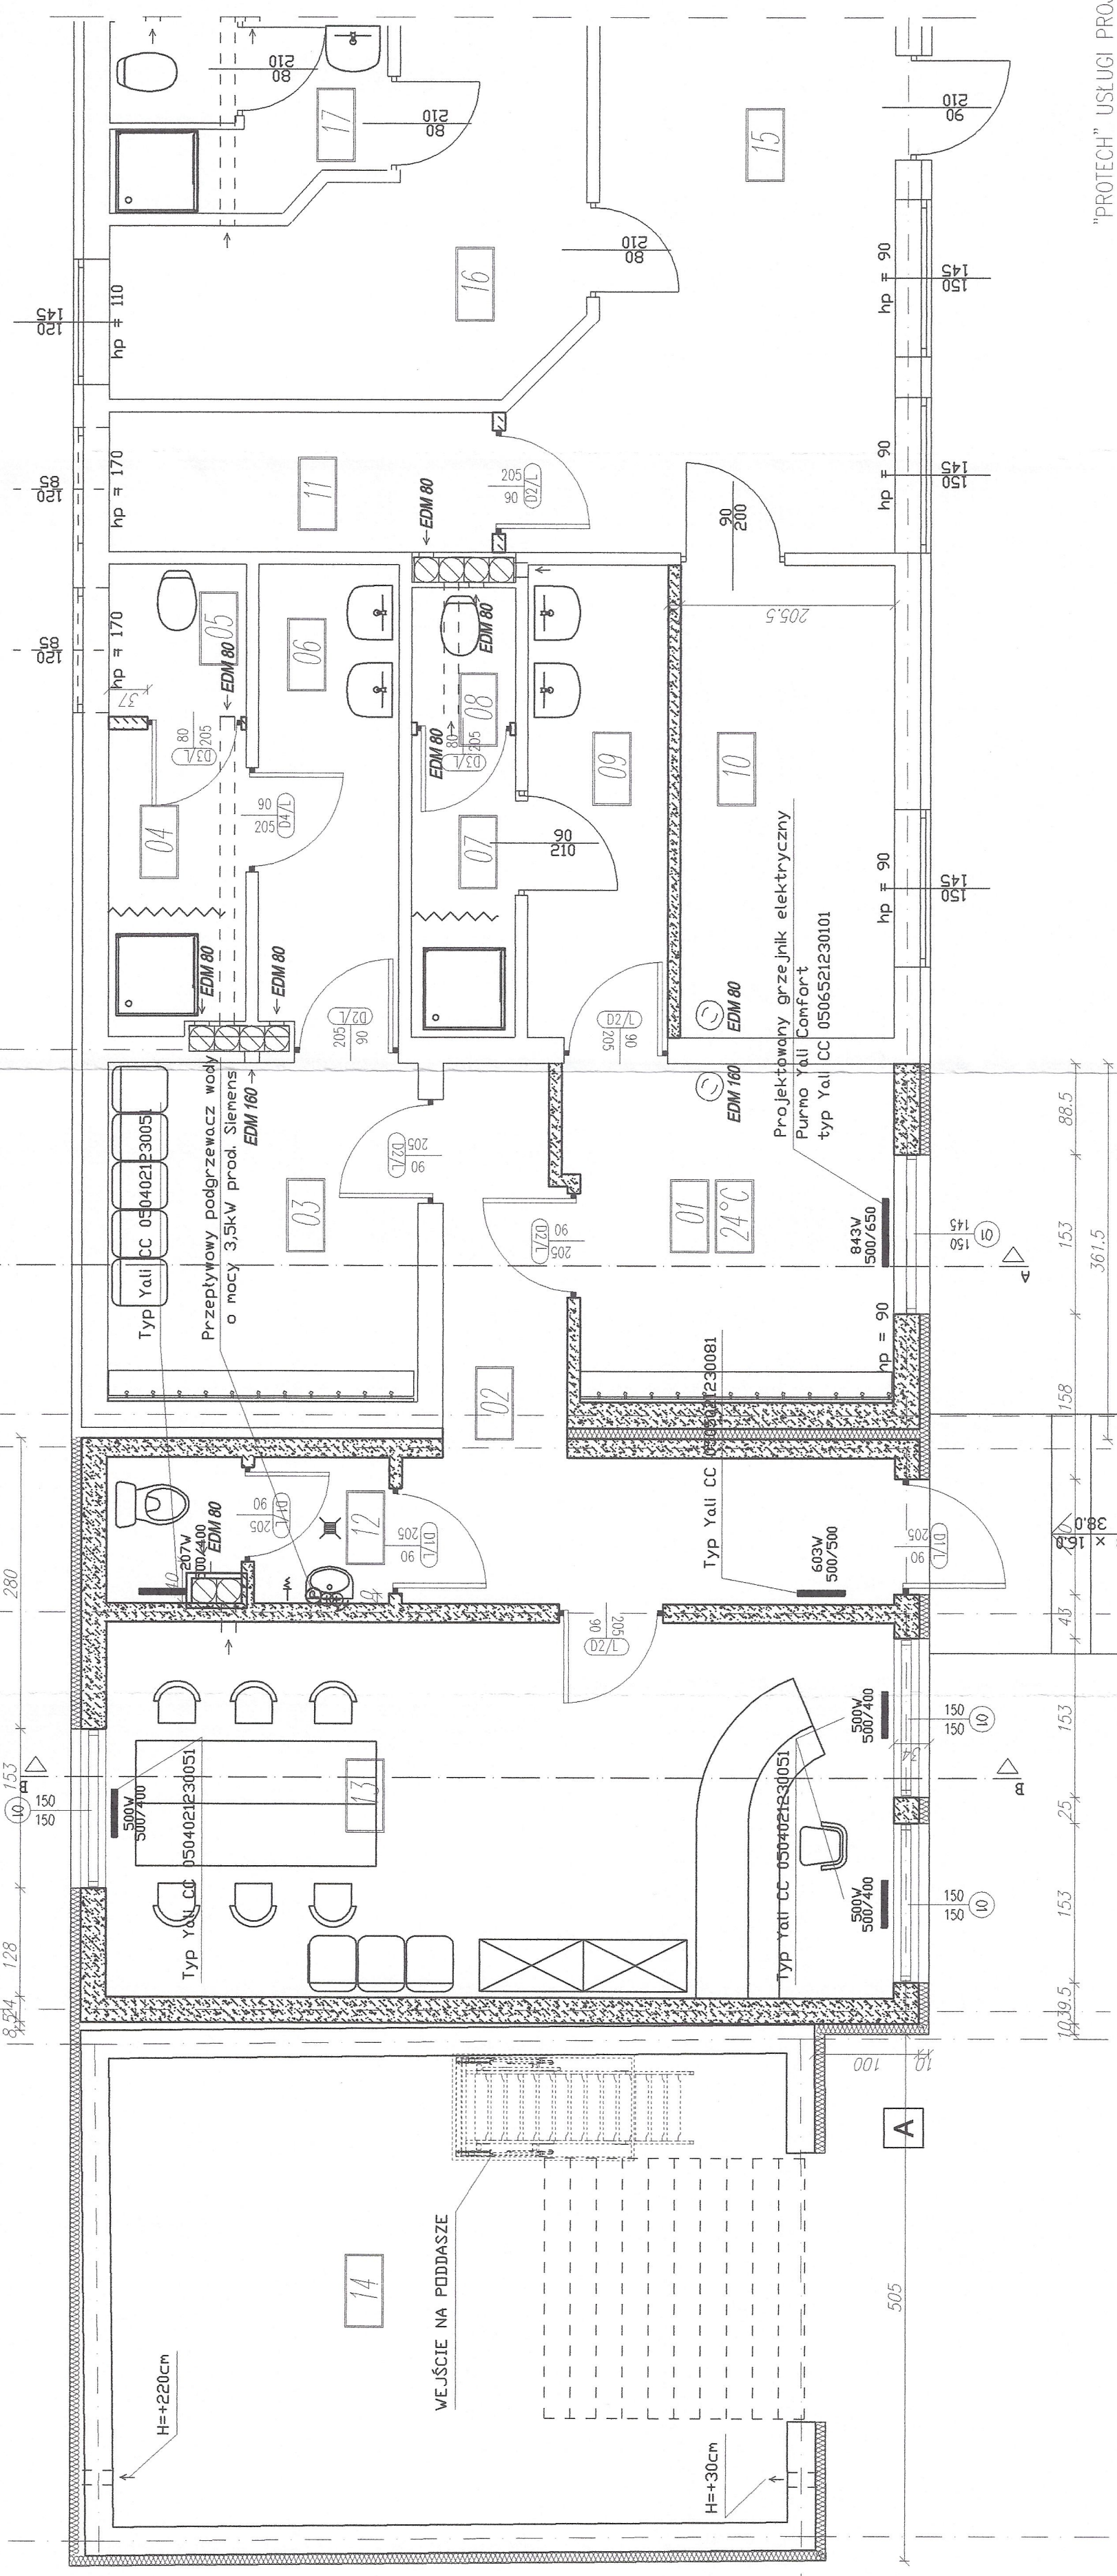 "PROTECH" USŁUGI PROJ
80
210
17
80
210
90
210
15
16
80
210
120
145
hp = 110
hp = 90
150
145
11
120
85
hp = 170
205
90
D2/L
EDM 80
hp = 90
150
145
90
200
120
85
hp = 170
37
05
EDM 80
80
205
D3/L
06
EDM 80
08
EDM 80
80
205
D3/L
09
10
205.5
04
90
205
D4/L
07
90
210
hp = 90
150
145
EDM 80
EDM 80
205
90
D2/L
D2/L
205
90
EDM 80
EDM 160
EDM 160
Projektowany grzejnik elektryczny
Purmo Yali Comfort
typ Yali CC 0506521230101
Typ Yali CC 0504021230051
Przepływowy podgrzewacz wody
o mocy 3,5kW prod. Siemens
03
D2/L
90
205
D2/L
90
205
01
24°C
843W
500/650
hp = 90
150
145
01
A
88.5
153
158
361.5
02
Typ Yali CC 0505021230081
207W
EDM 80
40
90
205
D1/L
12
90
205
D1/L
603W
500/500
205
90
D1/L
x 16.0
38.0
43
280
90
205
D2/L
13
500W
500/400
Typ Yali CC 0504021230051
150
150
01
B
153
128
24
8.5
500W
500/400
500W
500/400
Typ Yali CC 0504021230051
34
150
150
01
150
150
01
B
153
25
153
39.5
10
100
10
A
505
14
WEJŚCIE NA PODDASZE
H=+220cm
H=+30cm